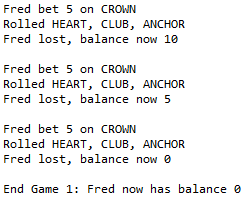 Fred bet 5 on CROWN
Rolled HEART, CLUB, ANCHOR
Fred lost, balance now 10

Fred bet 5 on CROWN
Rolled HEART, CLUB, ANCHOR
Fred lost, balance now 5

Fred bet 5 on CROWN
Rolled HEART, CLUB, ANCHOR
Fred lost, balance now 0

End Game 1: Fred now has balance 0